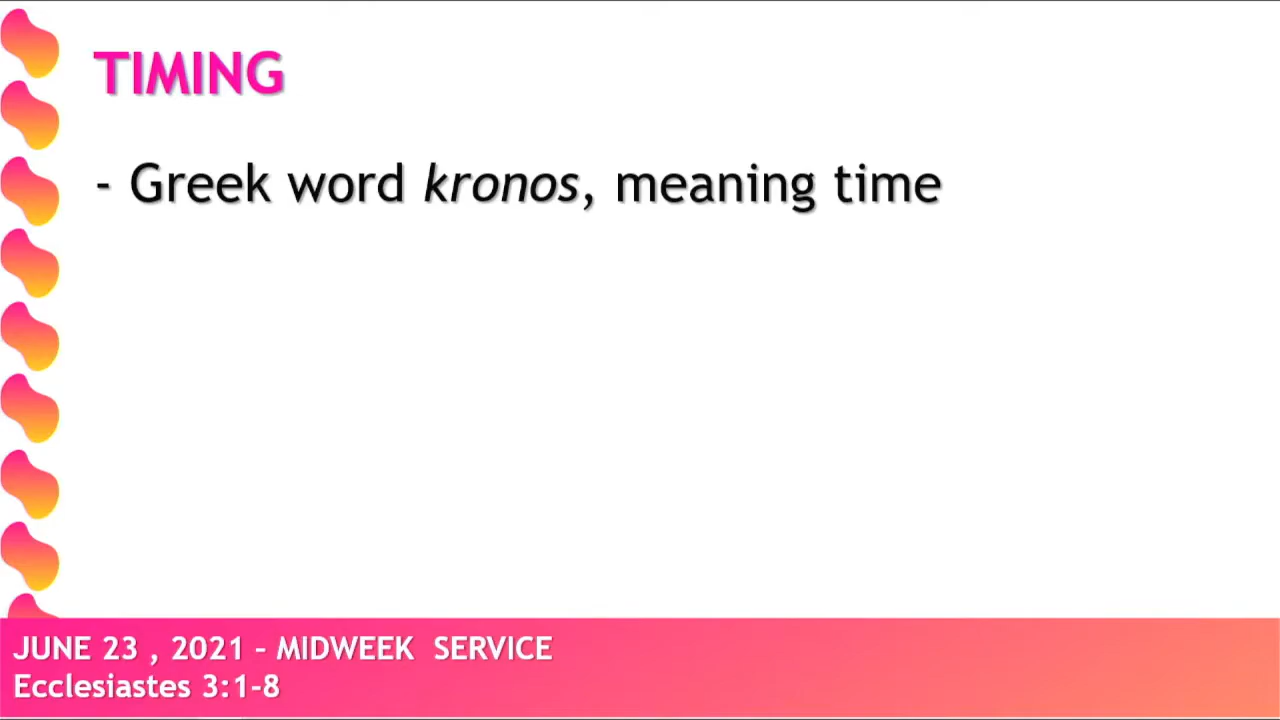 TIMING
- Greek word kronos, meaning time
JUNE 23 , 2021 – MIDWEEK  SERVICE
Ecclesiastes 3:1-8